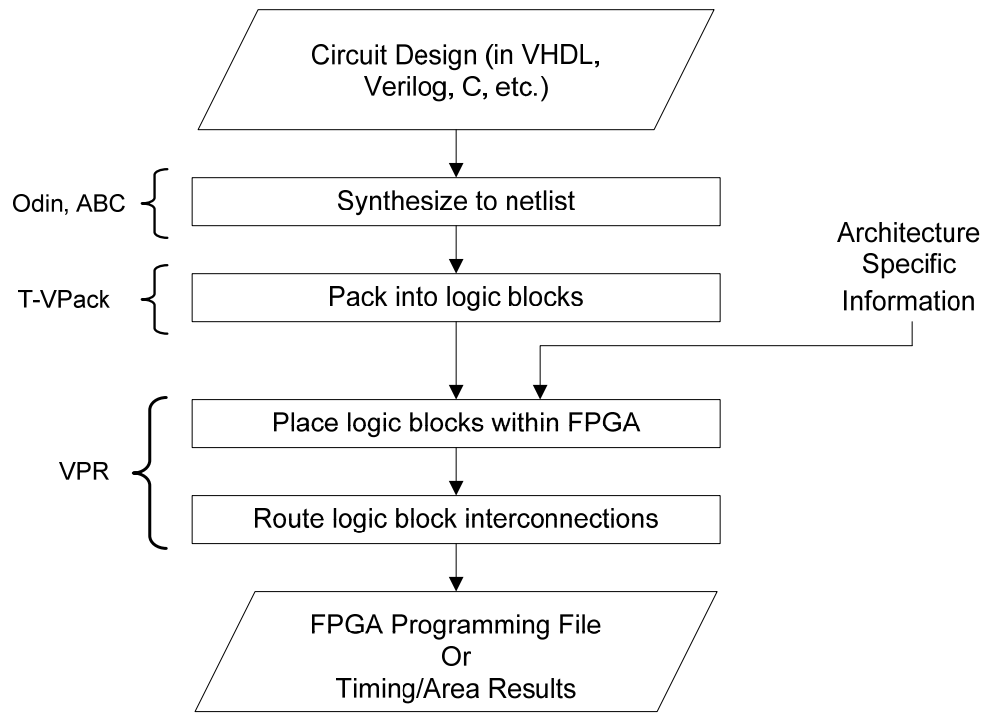 Circuit Design (in VHDL,
Verilog, C, etc.)
Odin, ABC
Synthesize to netlist
Architecture
Specific
Information
T-VPack
Pack into logic blocks
Place logic blocks within FPGA
VPR
Route logic block interconnections
FPGA Programming File
Or
Timing/Area Results